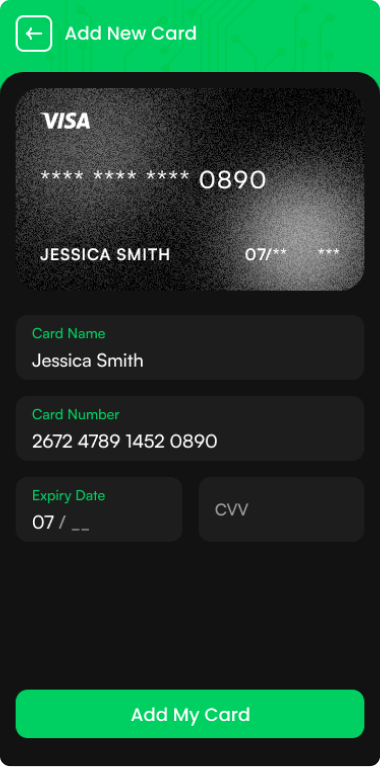 Add New Card
VISA
**** **** **** 0890
JESSICA SMITH 07/** ***
Card Name
Jessica Smith
Card Number
2672 4789 1452 0890
Expiry Date
07 / __
CVV
Add My Card